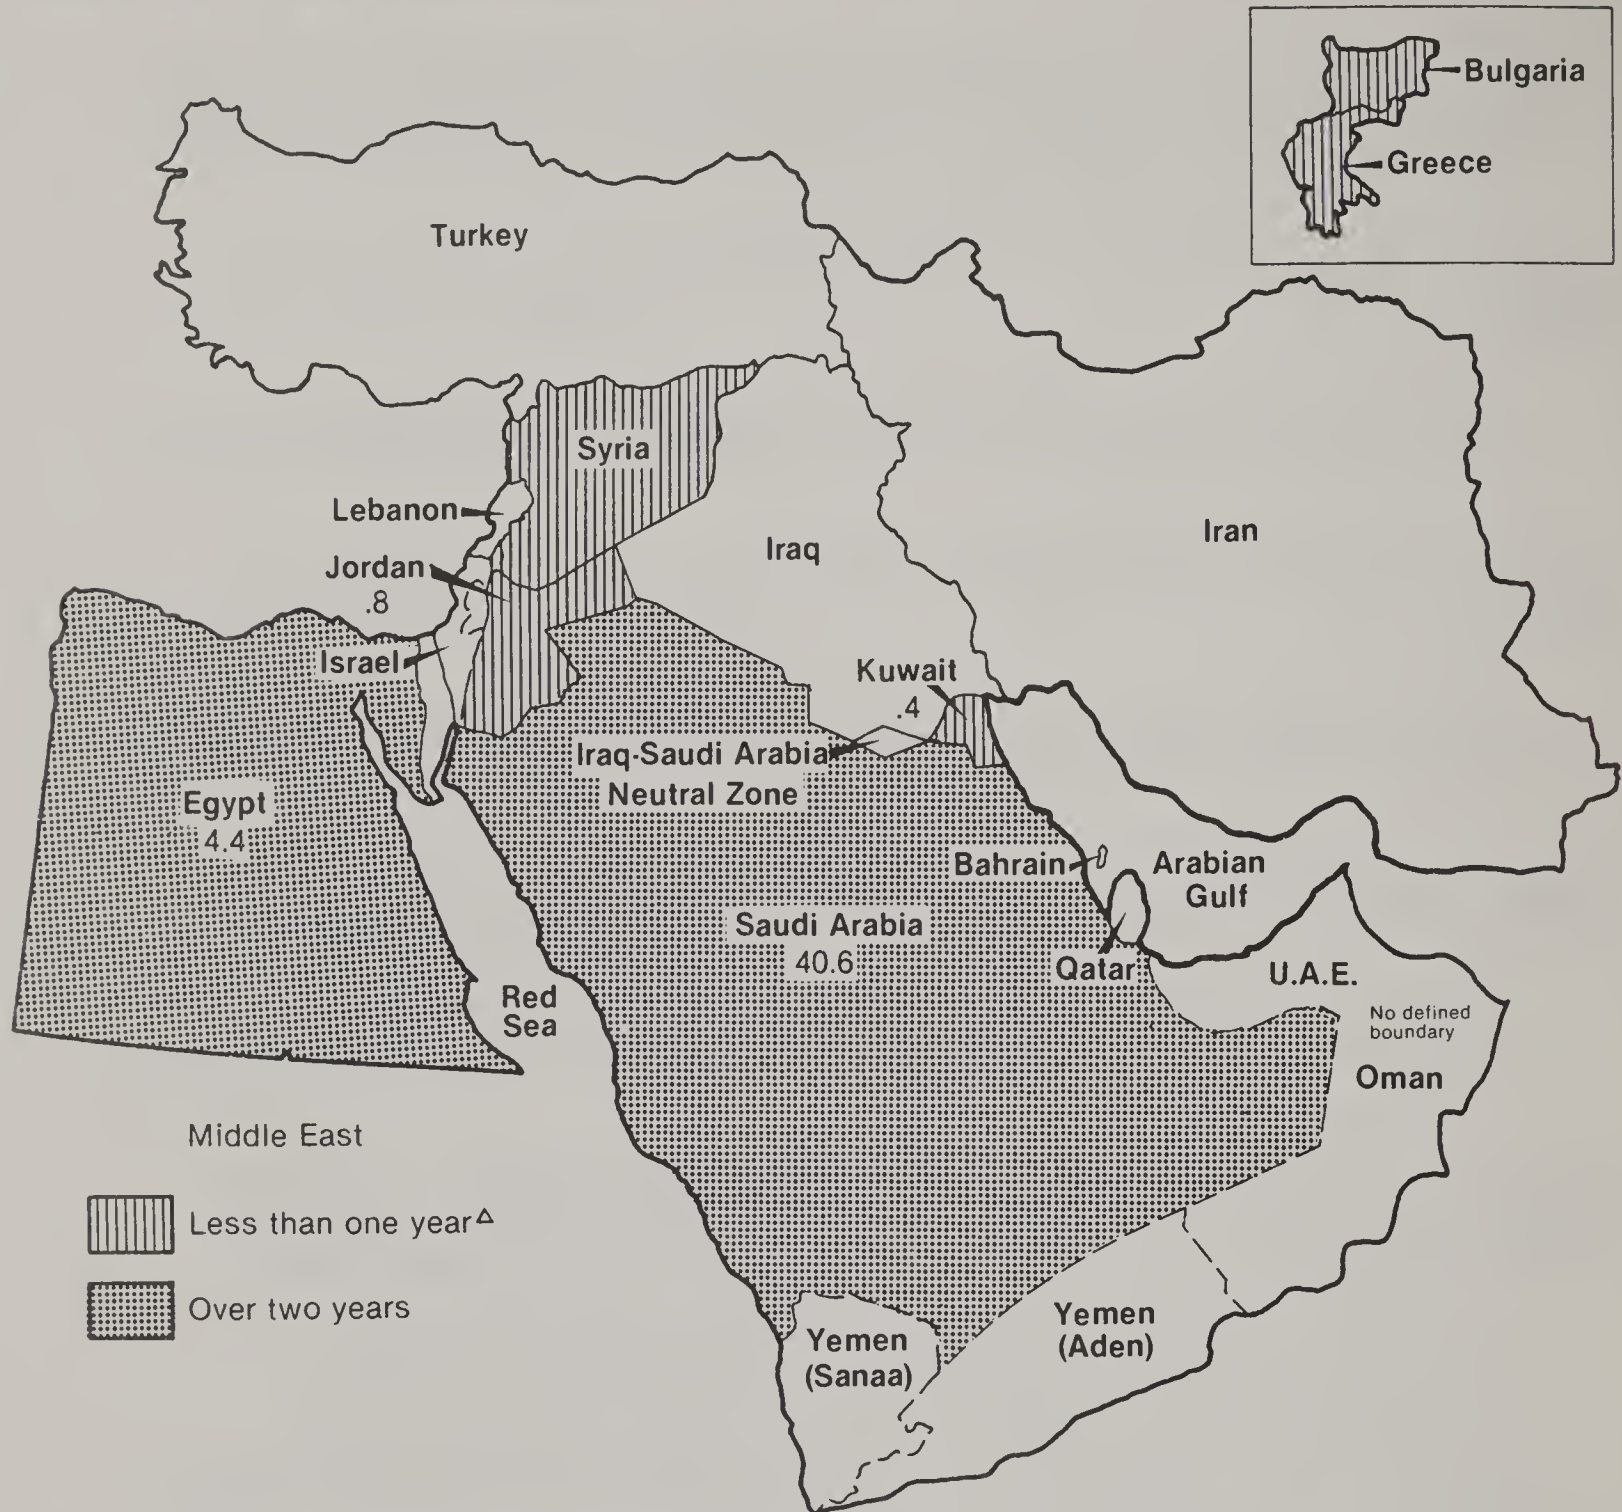 Bulgaria
Greece
Turkey
Syria
Lebanon
Iraq
Iran
Jordan
.8
Israel
Kuwait
.4
Iraq-Saudi Arabia
Neutral Zone
Egypt
4.4
Bahrain
Arabian
Gulf
Saudi Arabia
40.6
Qatar
U.A.E.
Red
Sea
No defined
boundary
Oman
Middle East
Less than one year△
Over two years
Yemen
(Aden)
Yemen
(Sanaa)